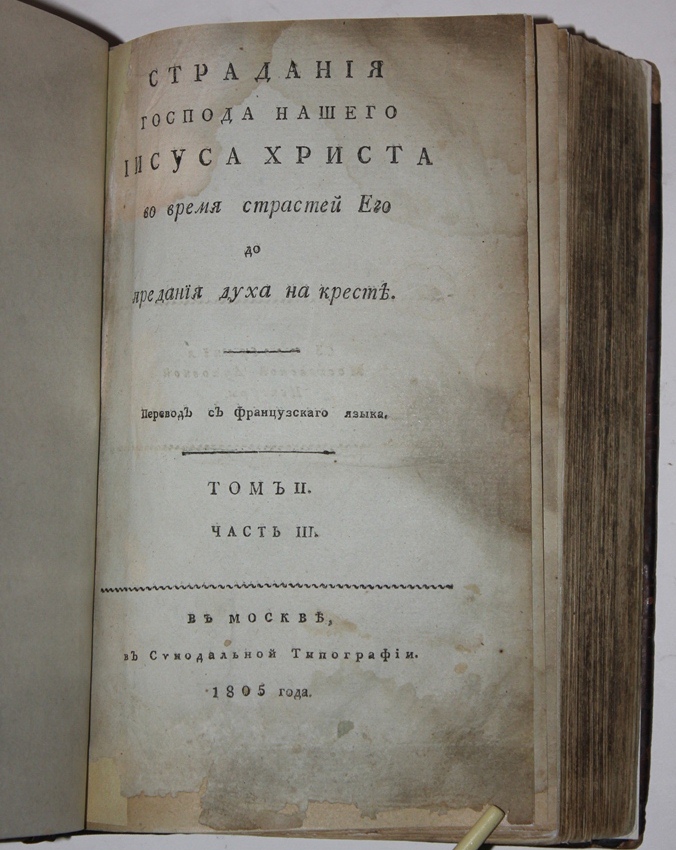 СТРАДАНІЯ
ГОСПОДА НАШЕГО
ІИСУСА ХРИСТА
во время страстей Его
до
преданія духа на крестѣ.
Переводъ съ Французскаго языка.
ТОМЪ II.
ЧАСТЬ III.
ВЪ МОСКВѢ,
въ Сѵнодальной Типографіи.
1805 года.